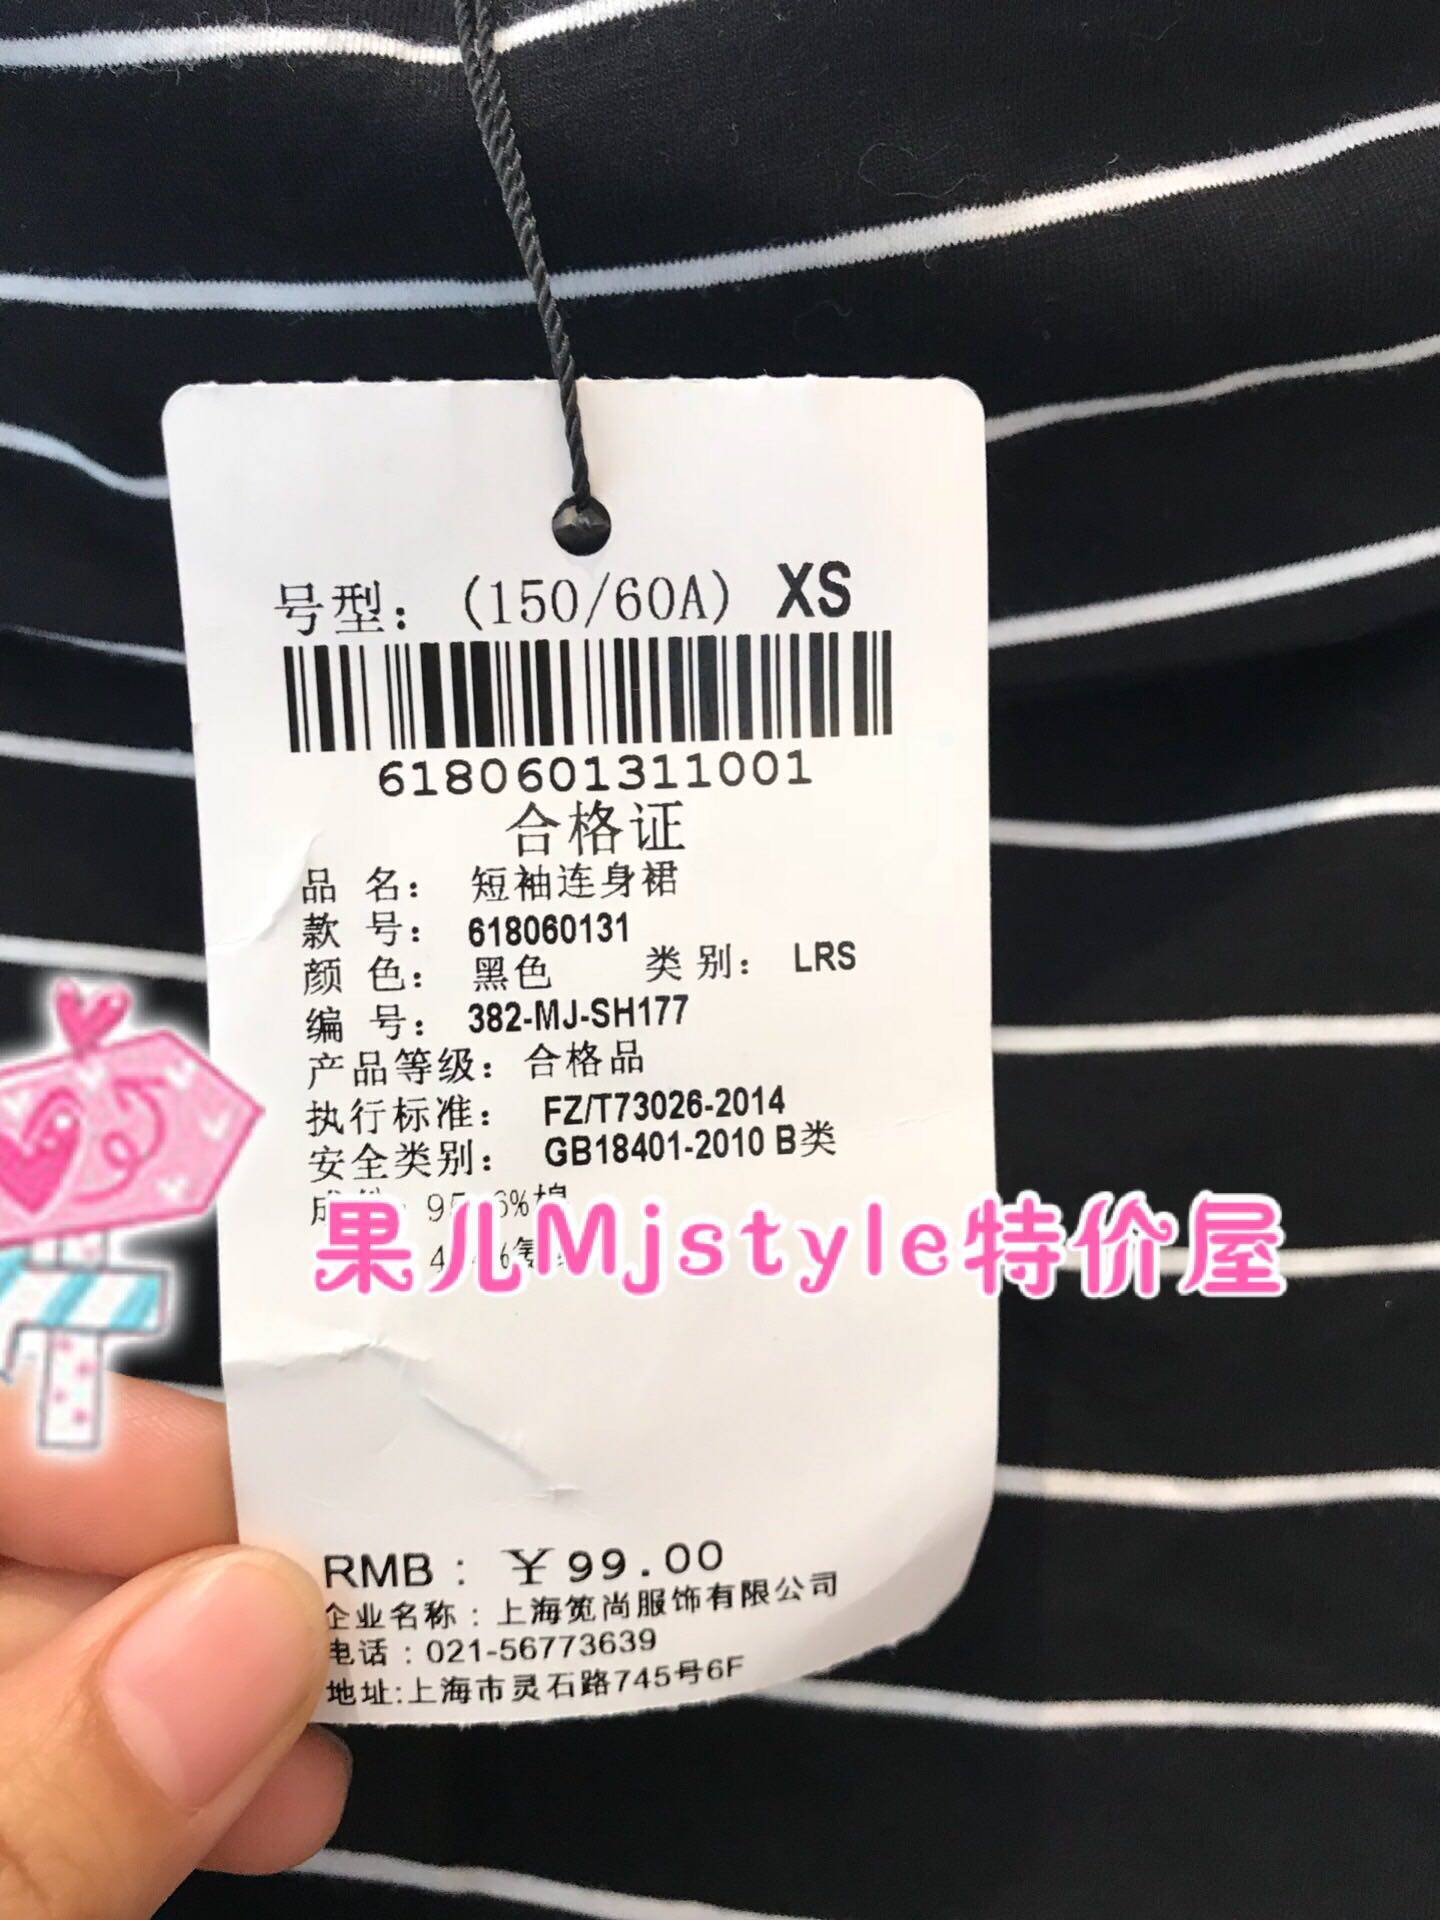 号型：(150/60A) XS
6180601311001
合格证
品 名：短袖连身裙
款 号：618060131
颜 色：黑色 类别：LRS
编 号：382-MJ-SH177
产品等级：合格品
执行标准：FZ/T73026-2014
安全类别：GB18401-2010 B类
果儿Mjstyle特价屋
RMB：￥99.00
企业名称：上海笕尚服饰有限公司
电话：021-56773639
地址:上海市灵石路745号6F